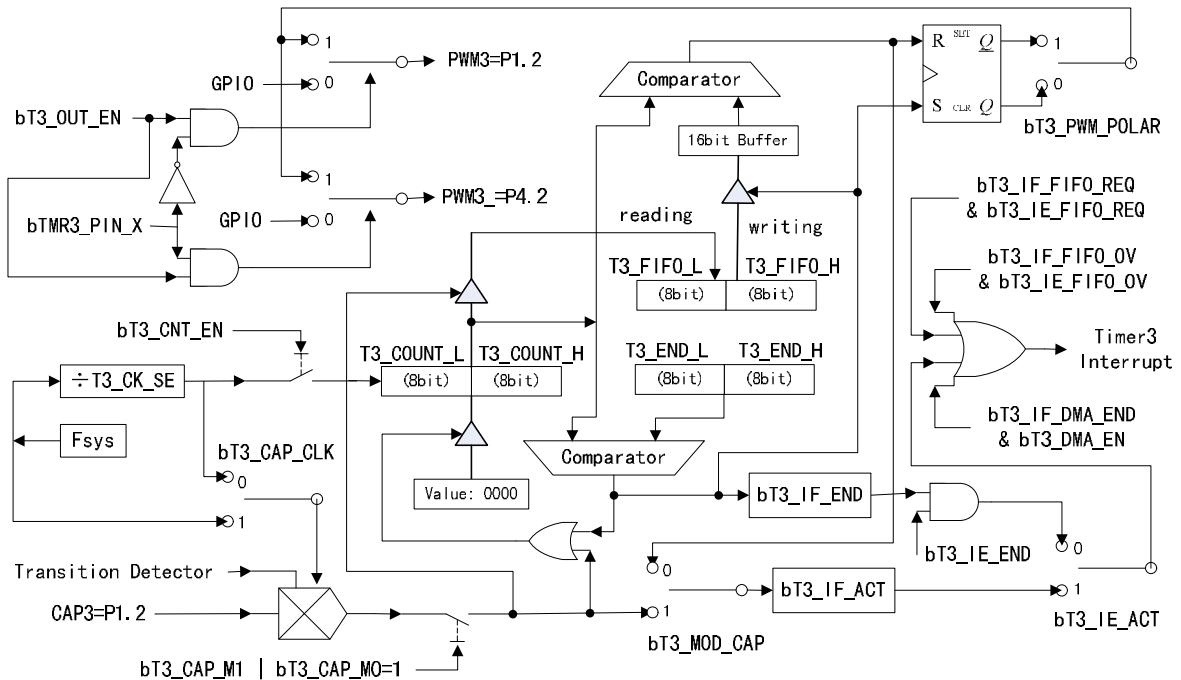 1
PWM3=P1.2
GPIO
0
bT3_OUT_EN
1
PWM3_=P4.2
GPIO
0
bTMR3_PIN_X
Comparator
16bit Buffer
R SET Q
S CLR Q
1
0
bT3_PWM_POLAR
reading
writing
T3_FIFO_L
T3_FIFO_H
(8bit)
(8bit)
bT3_IF_FIFO_REQ
& bT3_IE_FIFO_REQ
bT3_IF_FIFO_OV
& bT3_IE_FIFO_OV
Timer3
Interrupt
bT3_IF_DMA_END
& bT3_DMA_EN
bT3_CNT_EN
÷T3_CK_SE
Fsys
T3_COUNT_L
T3_COUNT_H
(8bit)
(8bit)
T3_END_L
T3_END_H
(8bit)
(8bit)
Comparator
Value: 0000
bT3_CAP_CLK
0
1
bT3_IF_END
bT3_IE_END
0
1
bT3_IE_ACT
Transition Detector
CAP3=P1.2
bT3_CAP_M1 | bT3_CAP_M0=1
0
1
bT3_MOD_CAP
bT3_IF_ACT